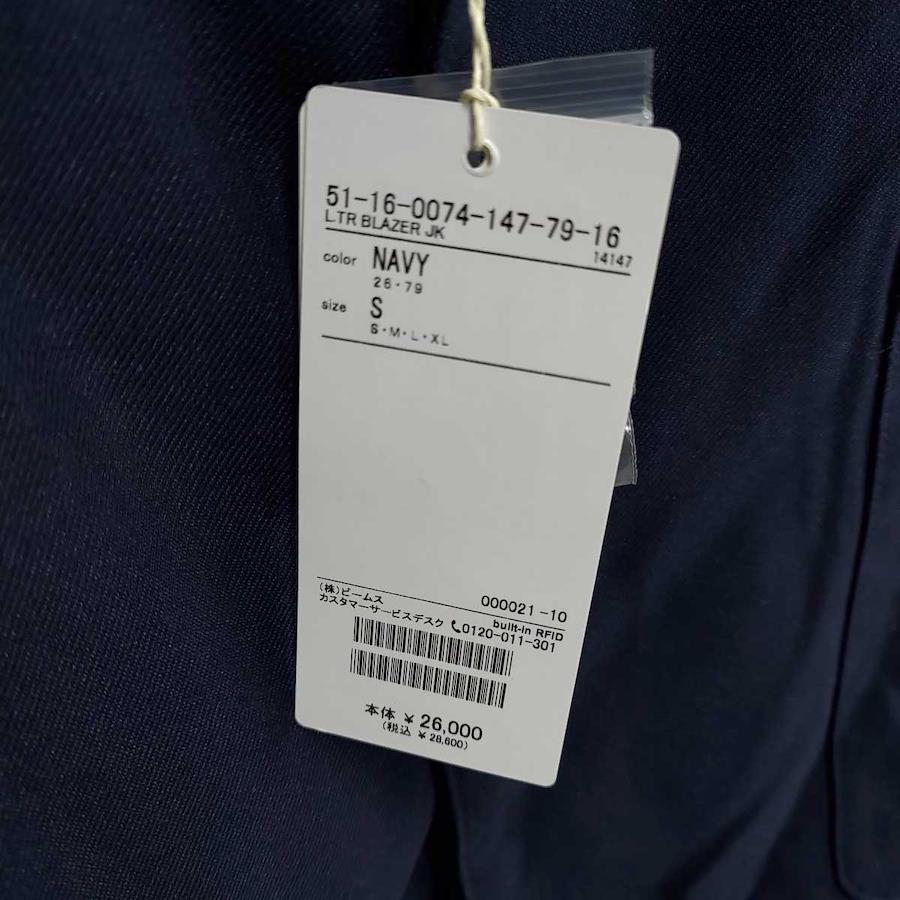 51-16-0074-147-79-16
LTR BLAZER JK
14147
color NAVY
26・79
size S
S・M・L・XL
(株)ビームス 000021-10
カスタマーサービスデスク built-in RFID
0120-011-301
本体 ¥26,000
(税込 ¥28,600)